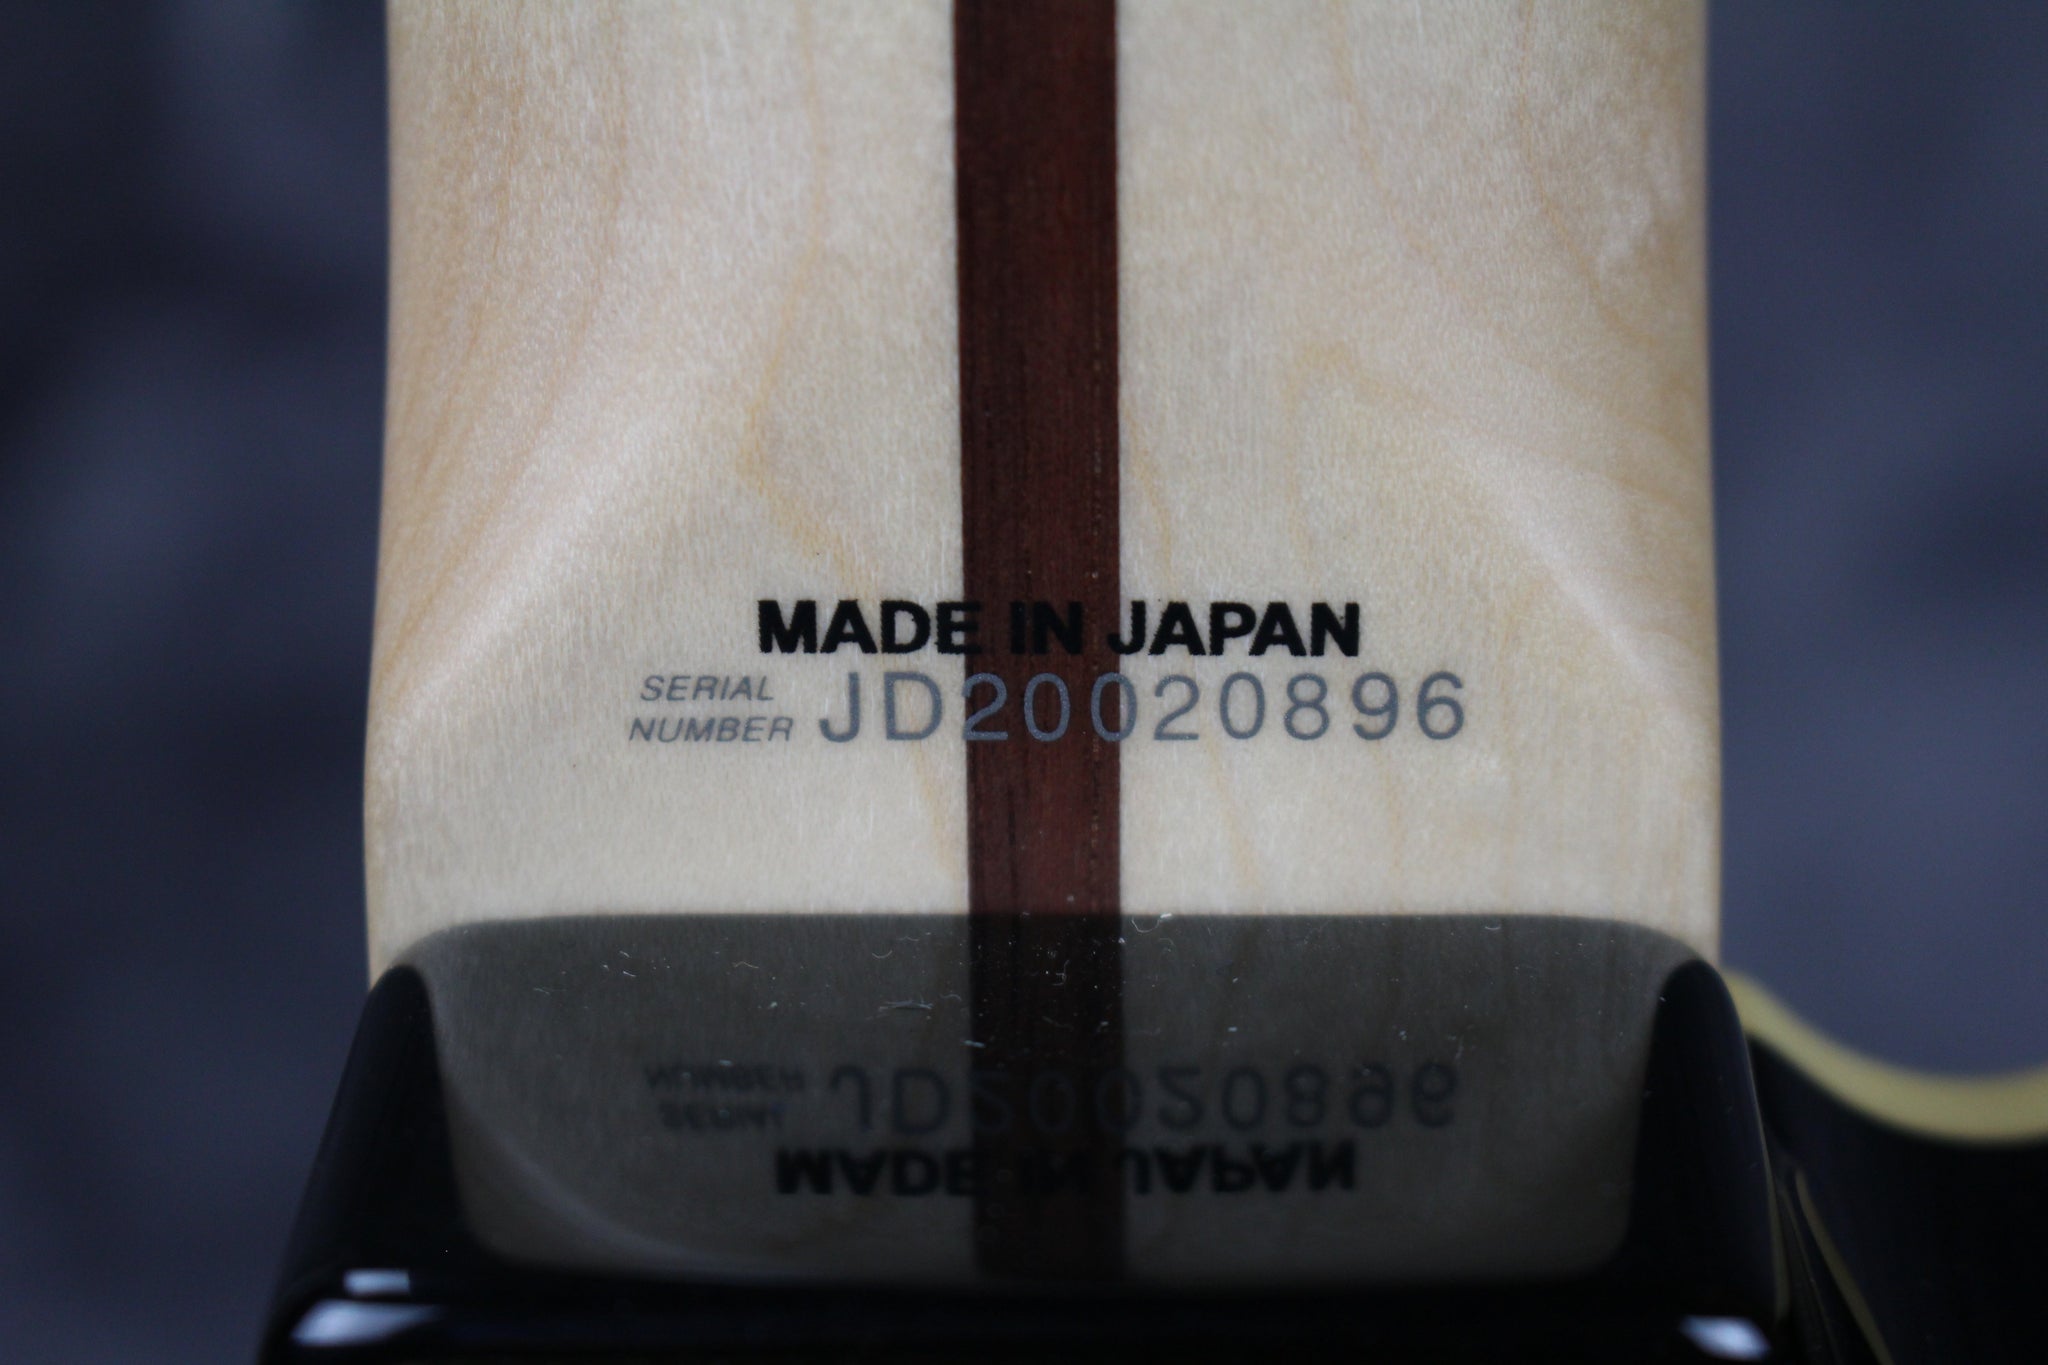 MADE IN JAPAN
SERIAL NUMBER JD20020896